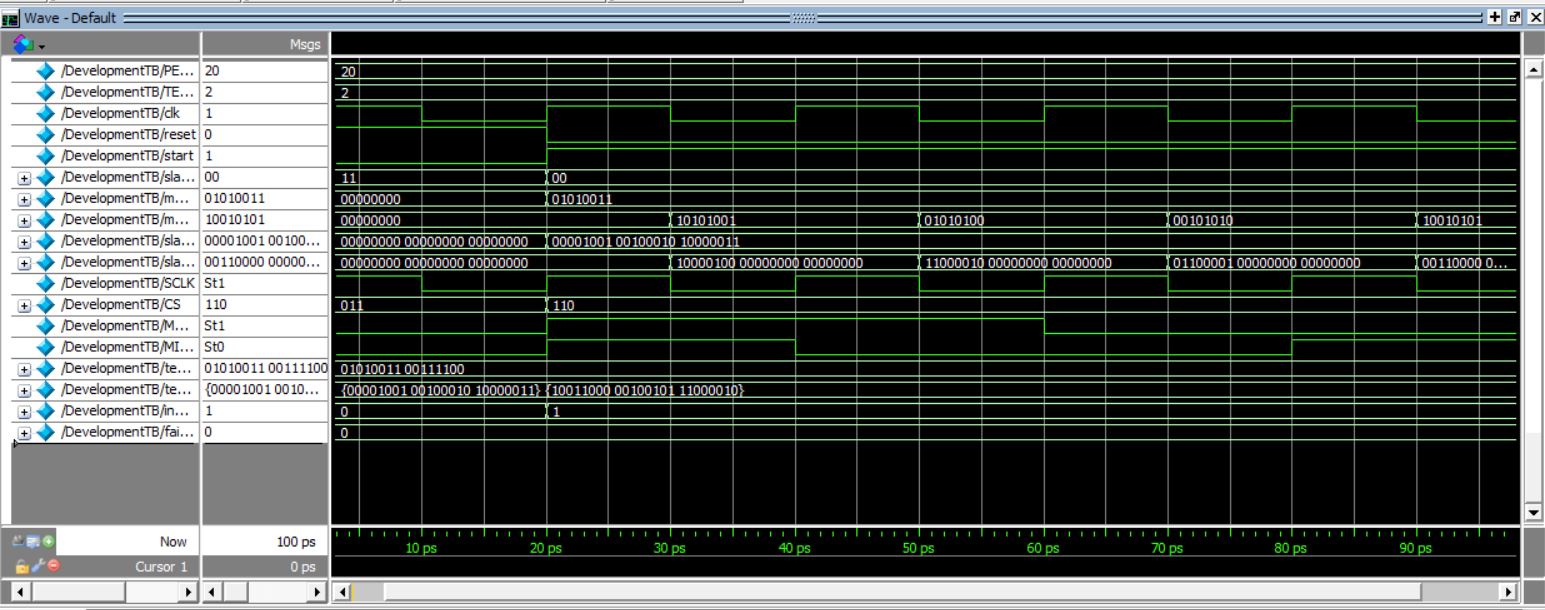 Wave - Default
Msgs
/DevelopmentTB/PE... 20 20
/DevelopmentTB/TE... 2 2
/DevelopmentTB/clk 1
/DevelopmentTB/reset 0
/DevelopmentTB/start 1
/DevelopmentTB/sla... 00 11 00
/DevelopmentTB/m... 01010011 00000000 01010011
/DevelopmentTB/m... 10010101 00000000 10101001 01010100 00101010 10010101
/DevelopmentTB/sla... 00001001 00100... 00000000 00000000 00000000 00001001 00100010 10000011
/DevelopmentTB/sla... 00110000 00000... 00000000 00000000 00000000 10000100 00000000 00000000 11000010 00000000 00000000 01100001 00000000 00000000 00110000 0...
/DevelopmentTB/SCLK St1
/DevelopmentTB/CS 110 011 110
/DevelopmentTB/M... St1
/DevelopmentTB/MI... St0
/DevelopmentTB/te... 01010011 00111100 01010011 00111100
/DevelopmentTB/te... {00001001 0010... {00001001 00100010 10000011} {10011000 00100101 11000010}
/DevelopmentTB/in... 1 0 1
/DevelopmentTB/fai... 0 0
Now 100 ps 10 ps 20 ps 30 ps 40 ps 50 ps 60 ps 70 ps 80 ps 90 ps
Cursor 1 0 ps